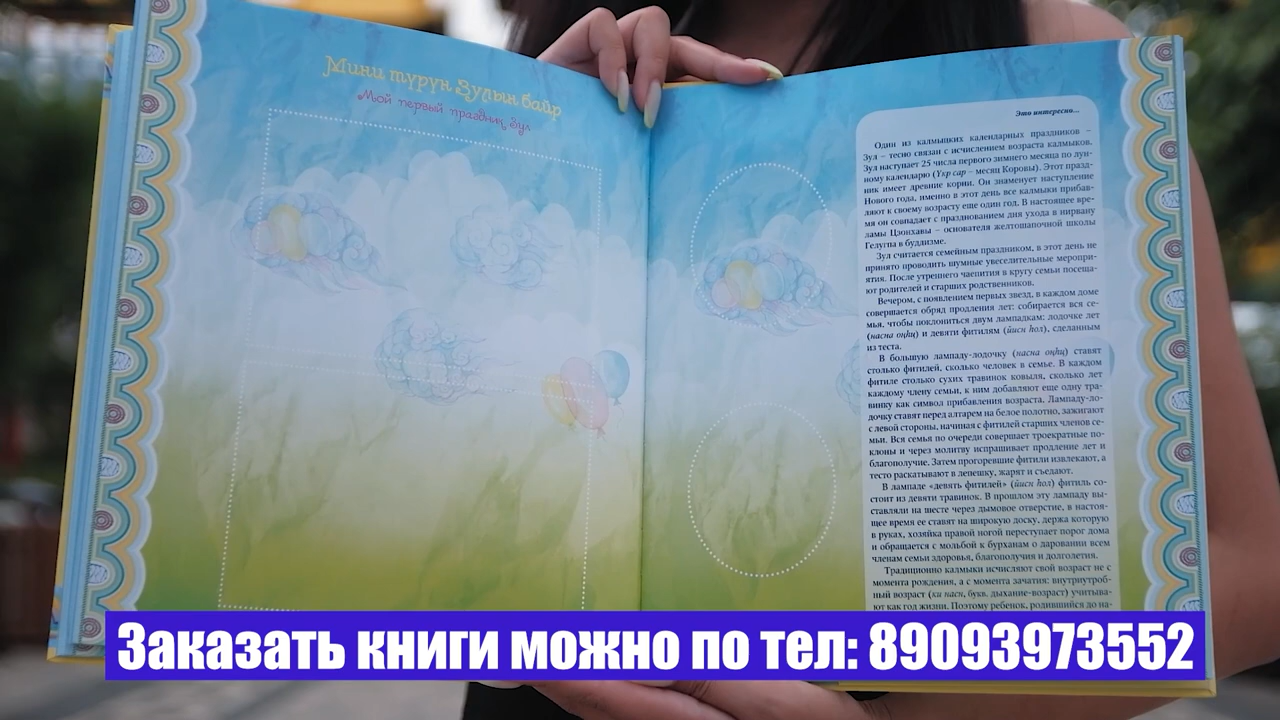 Мини түрүн Зулын байр
Мой первый праздник Зул
Это интересно...
Один из калмыцких календарных праздников –
Зул – тесно связан с исчислением возраста калмыков.
Зул наступает 25 числа первого зимнего месяца по лун-
ному календарю (Үкр сар – месяц Коровы). Этот празд-
ник имеет древние корни. Он знаменует наступление
Нового года, именно в этот день все калмыки прибав-
ляют к своему возрасту еще один год. В настоящее вре-
мя он совпадает с празднованием дня ухода в нирвану
ламы Цзонхавы – основателя желтошапочной школы
Гелугпа в буддизме.
Зул считается семейным праздником, в этот день не
принято проводить шумные увеселительные меропри-
ятия. После утреннего чаепития в кругу семьи посеща-
ют родителей и старших родственников.
Вечером, с появлением первых звезд, в каждом доме
совершается обряд продления лет: собирается вся се-
мья, чтобы поклониться двум лампадкам: лодочке лет
(насна оңһц) и девяти фитилям (йисн һол), сделанным
из теста.
В большую лампаду-лодочку (насна оңһц) ставят
столько фитилей, сколько человек в семье. В каждом
фитиле столько сухих травинок ковыля, сколько лет
каждому члену семьи, к ним добавляют еще одну тра-
винку как символ прибавления возраста. Лампаду-ло-
дочку ставят перед алтарем на белое полотно, зажигают
с левой стороны, начиная с фитилей старших членов се-
мьи. Вся семья по очереди совершает троекратные по-
клоны и через молитву испрашивает продление лет и
благополучие. Затем прогоревшие фитили извлекают, а
тесто раскатывают в лепешку, жарят и съедают.
В лампаде «девять фитилей» (йисн һол) фитиль со-
стоит из девяти травинок. В прошлом эту лампаду вы-
ставляли на шесте через дымовое отверстие, в настоя-
щее время ее ставят на широкую доску, держа которую
в руках, хозяйка правой ногой переступает порог дома
и обращается с мольбой к бурханам о даровании всем
членам семьи здоровья, благополучия и долголетия.
Традиционно калмыки исчисляют свой возраст не с
момента рождения, а с момента зачатия: внутриутроб-
ный возраст (ки насн, букв. дыхание-возраст) учитыва-
ют как год жизни. Поэтому ребенок, родившийся до на-
Заказать книги можно по тел: 89093973552